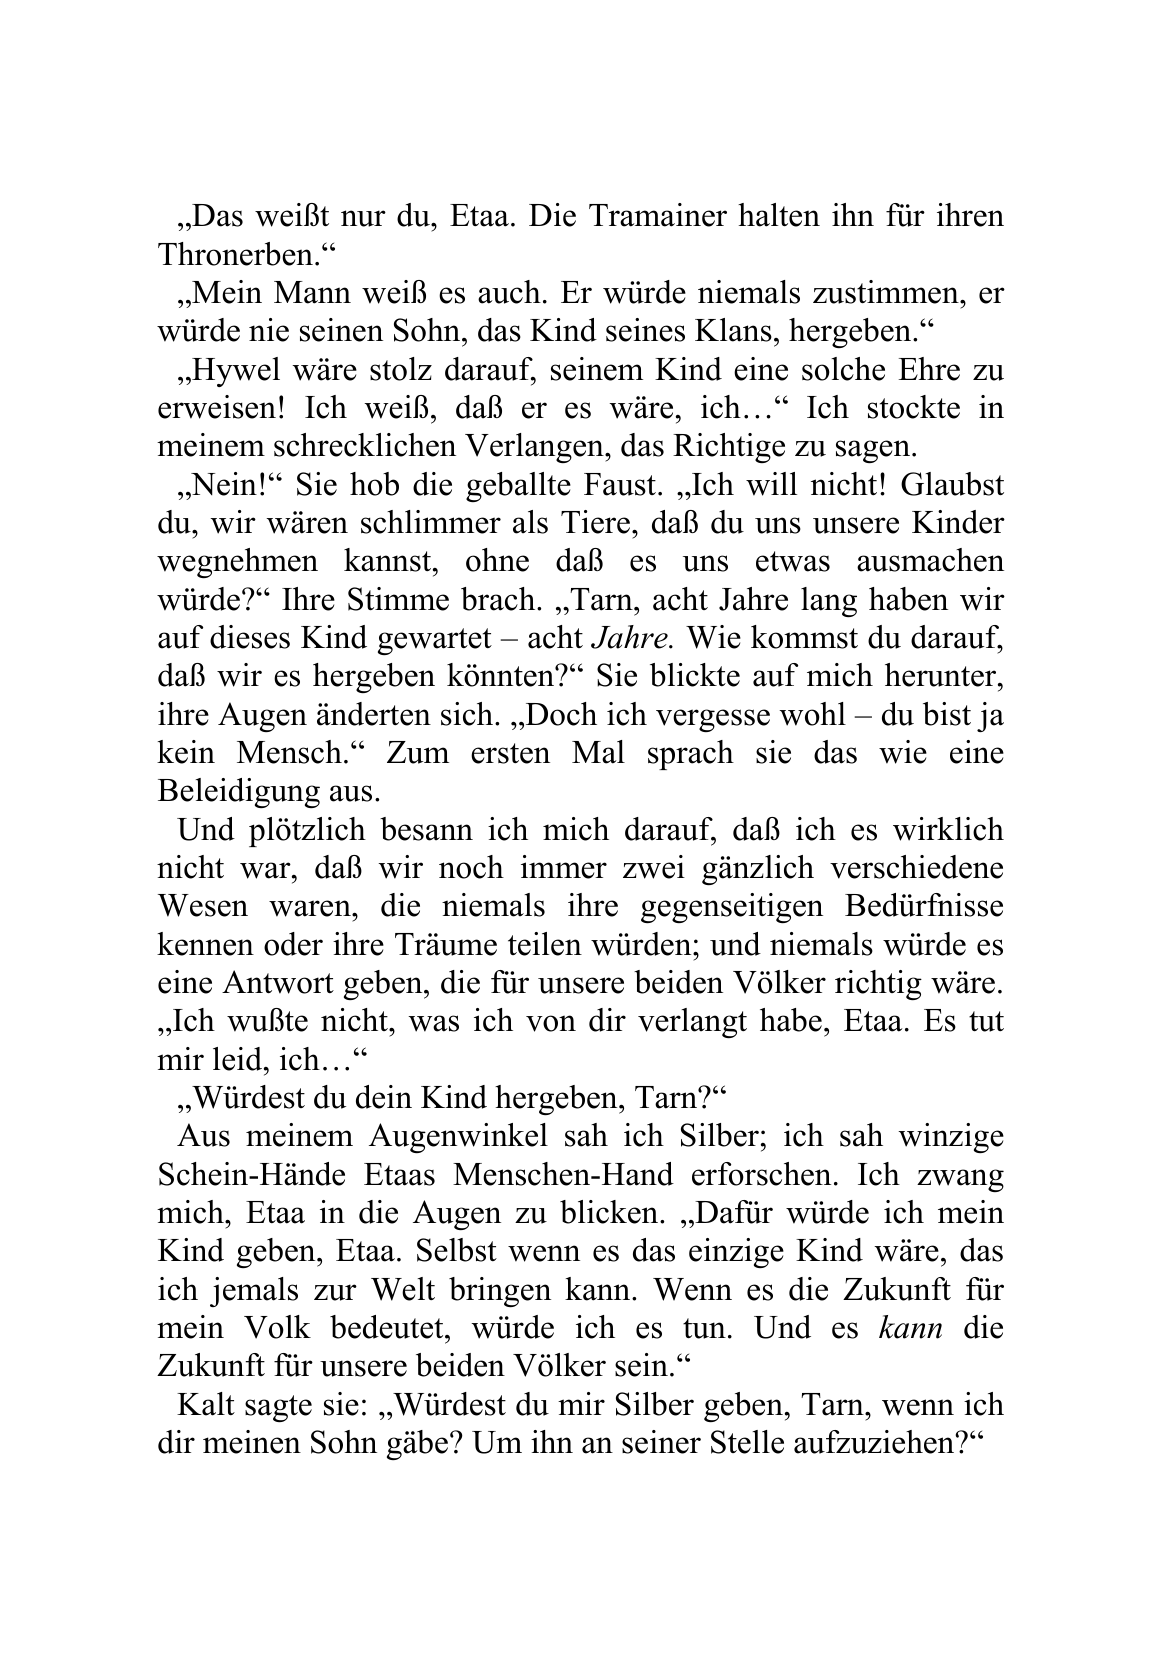 „Das weißt nur du, Etaa. Die Tramainer halten ihn für ihren
Thronerben.“
„Mein Mann weiß es auch. Er würde niemals zustimmen, er
würde nie seinen Sohn, das Kind seines Klans, hergeben.“
„Hywel wäre stolz darauf, seinem Kind eine solche Ehre zu
erweisen! Ich weiß, daß er es wäre, ich…“ Ich stockte in
meinem schrecklichen Verlangen, das Richtige zu sagen.
„Nein!“ Sie hob die geballte Faust. „Ich will nicht! Glaubst
du, wir wären schlimmer als Tiere, daß du uns unsere Kinder
wegnehmen kannst, ohne daß es uns etwas ausmachen
würde?“ Ihre Stimme brach. „Tarn, acht Jahre lang haben wir
auf dieses Kind gewartet – acht Jahre. Wie kommst du darauf,
daß wir es hergeben könnten?“ Sie blickte auf mich herunter,
ihre Augen änderten sich. „Doch ich vergesse wohl – du bist ja
kein Mensch.“ Zum ersten Mal sprach sie das wie eine
Beleidigung aus.
Und plötzlich besann ich mich darauf, daß ich es wirklich
nicht war, daß wir noch immer zwei gänzlich verschiedene
Wesen waren, die niemals ihre gegenseitigen Bedürfnisse
kennen oder ihre Träume teilen würden; und niemals würde es
eine Antwort geben, die für unsere beiden Völker richtig wäre.
„Ich wußte nicht, was ich von dir verlangt habe, Etaa. Es tut
mir leid, ich…“
„Würdest du dein Kind hergeben, Tarn?“
Aus meinem Augenwinkel sah ich Silber; ich sah winzige
Schein-Hände Etaas Menschen-Hand erforschen. Ich zwang
mich, Etaa in die Augen zu blicken. „Dafür würde ich mein
Kind geben, Etaa. Selbst wenn es das einzige Kind wäre, das
ich jemals zur Welt bringen kann. Wenn es die Zukunft für
mein Volk bedeutet, würde ich es tun. Und es kann die
Zukunft für unsere beiden Völker sein.“
Kalt sagte sie: „Würdest du mir Silber geben, Tarn, wenn ich
dir meinen Sohn gäbe? Um ihn an seiner Stelle aufzuziehen?“